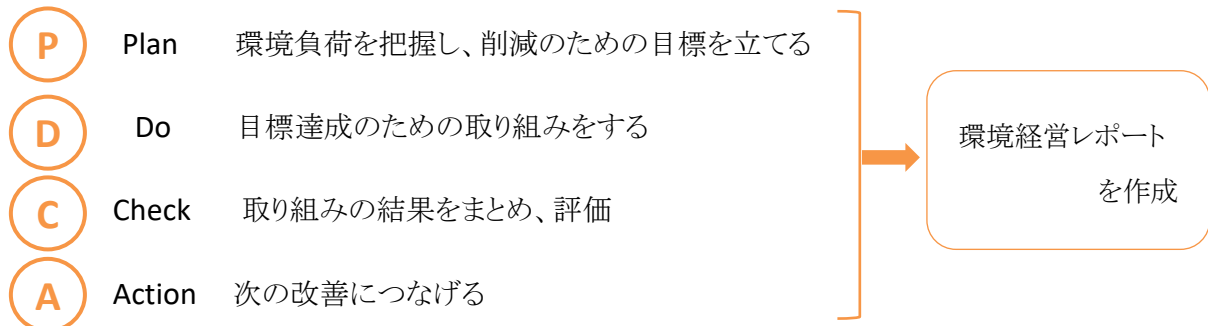 P Plan 環境負荷を把握し、削減のための目標を立てる
D Do 目標達成のための取り組みをする
C Check 取り組みの結果をまとめ、評価
A Action 次の改善につなげる
環境経営レポート
を作成